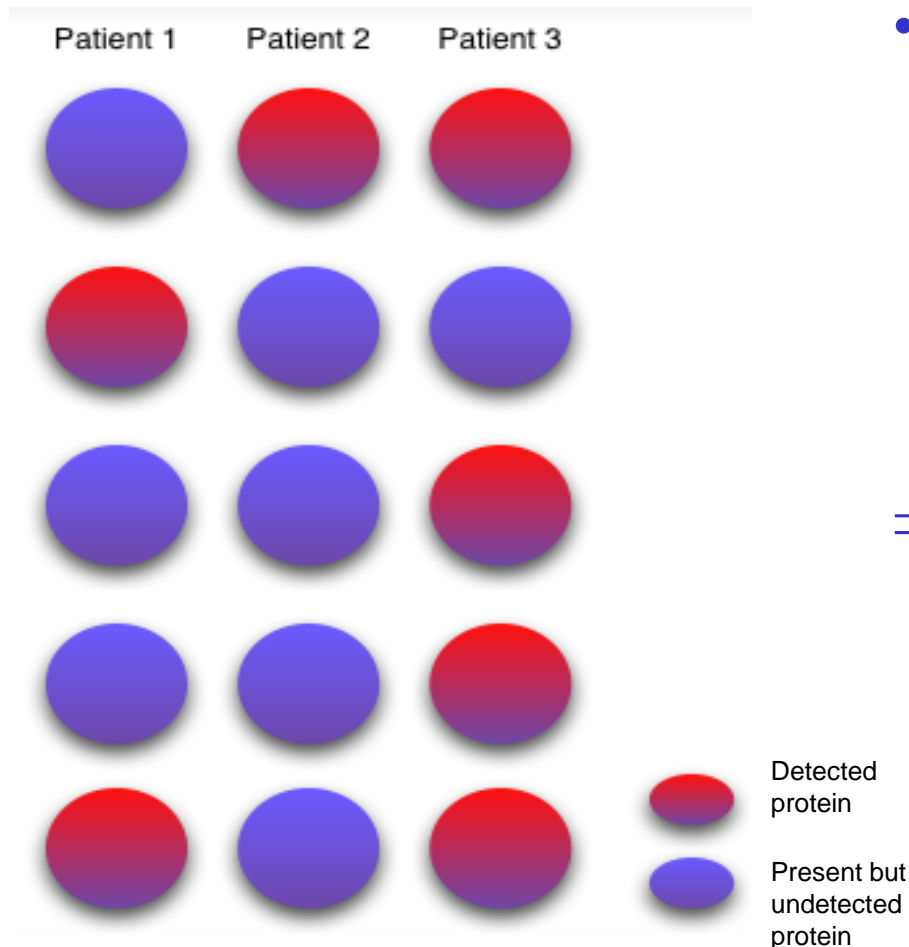 Patient 1 Patient 2 Patient 3
Detected
protein
Present but
undetected
protein